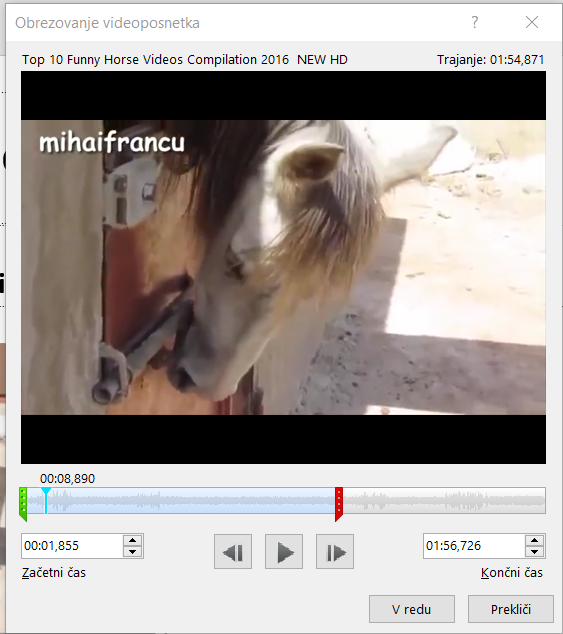 Obrezovanje videoposnetka
?
Top 10 Funny Horse Videos Compilation 2016 NEW HD
Trajanje: 01:54,871
mihaifrancu
00:08,890
00:01,855
01:56,726
Začetni čas
Končni čas
V redu
Prekliči